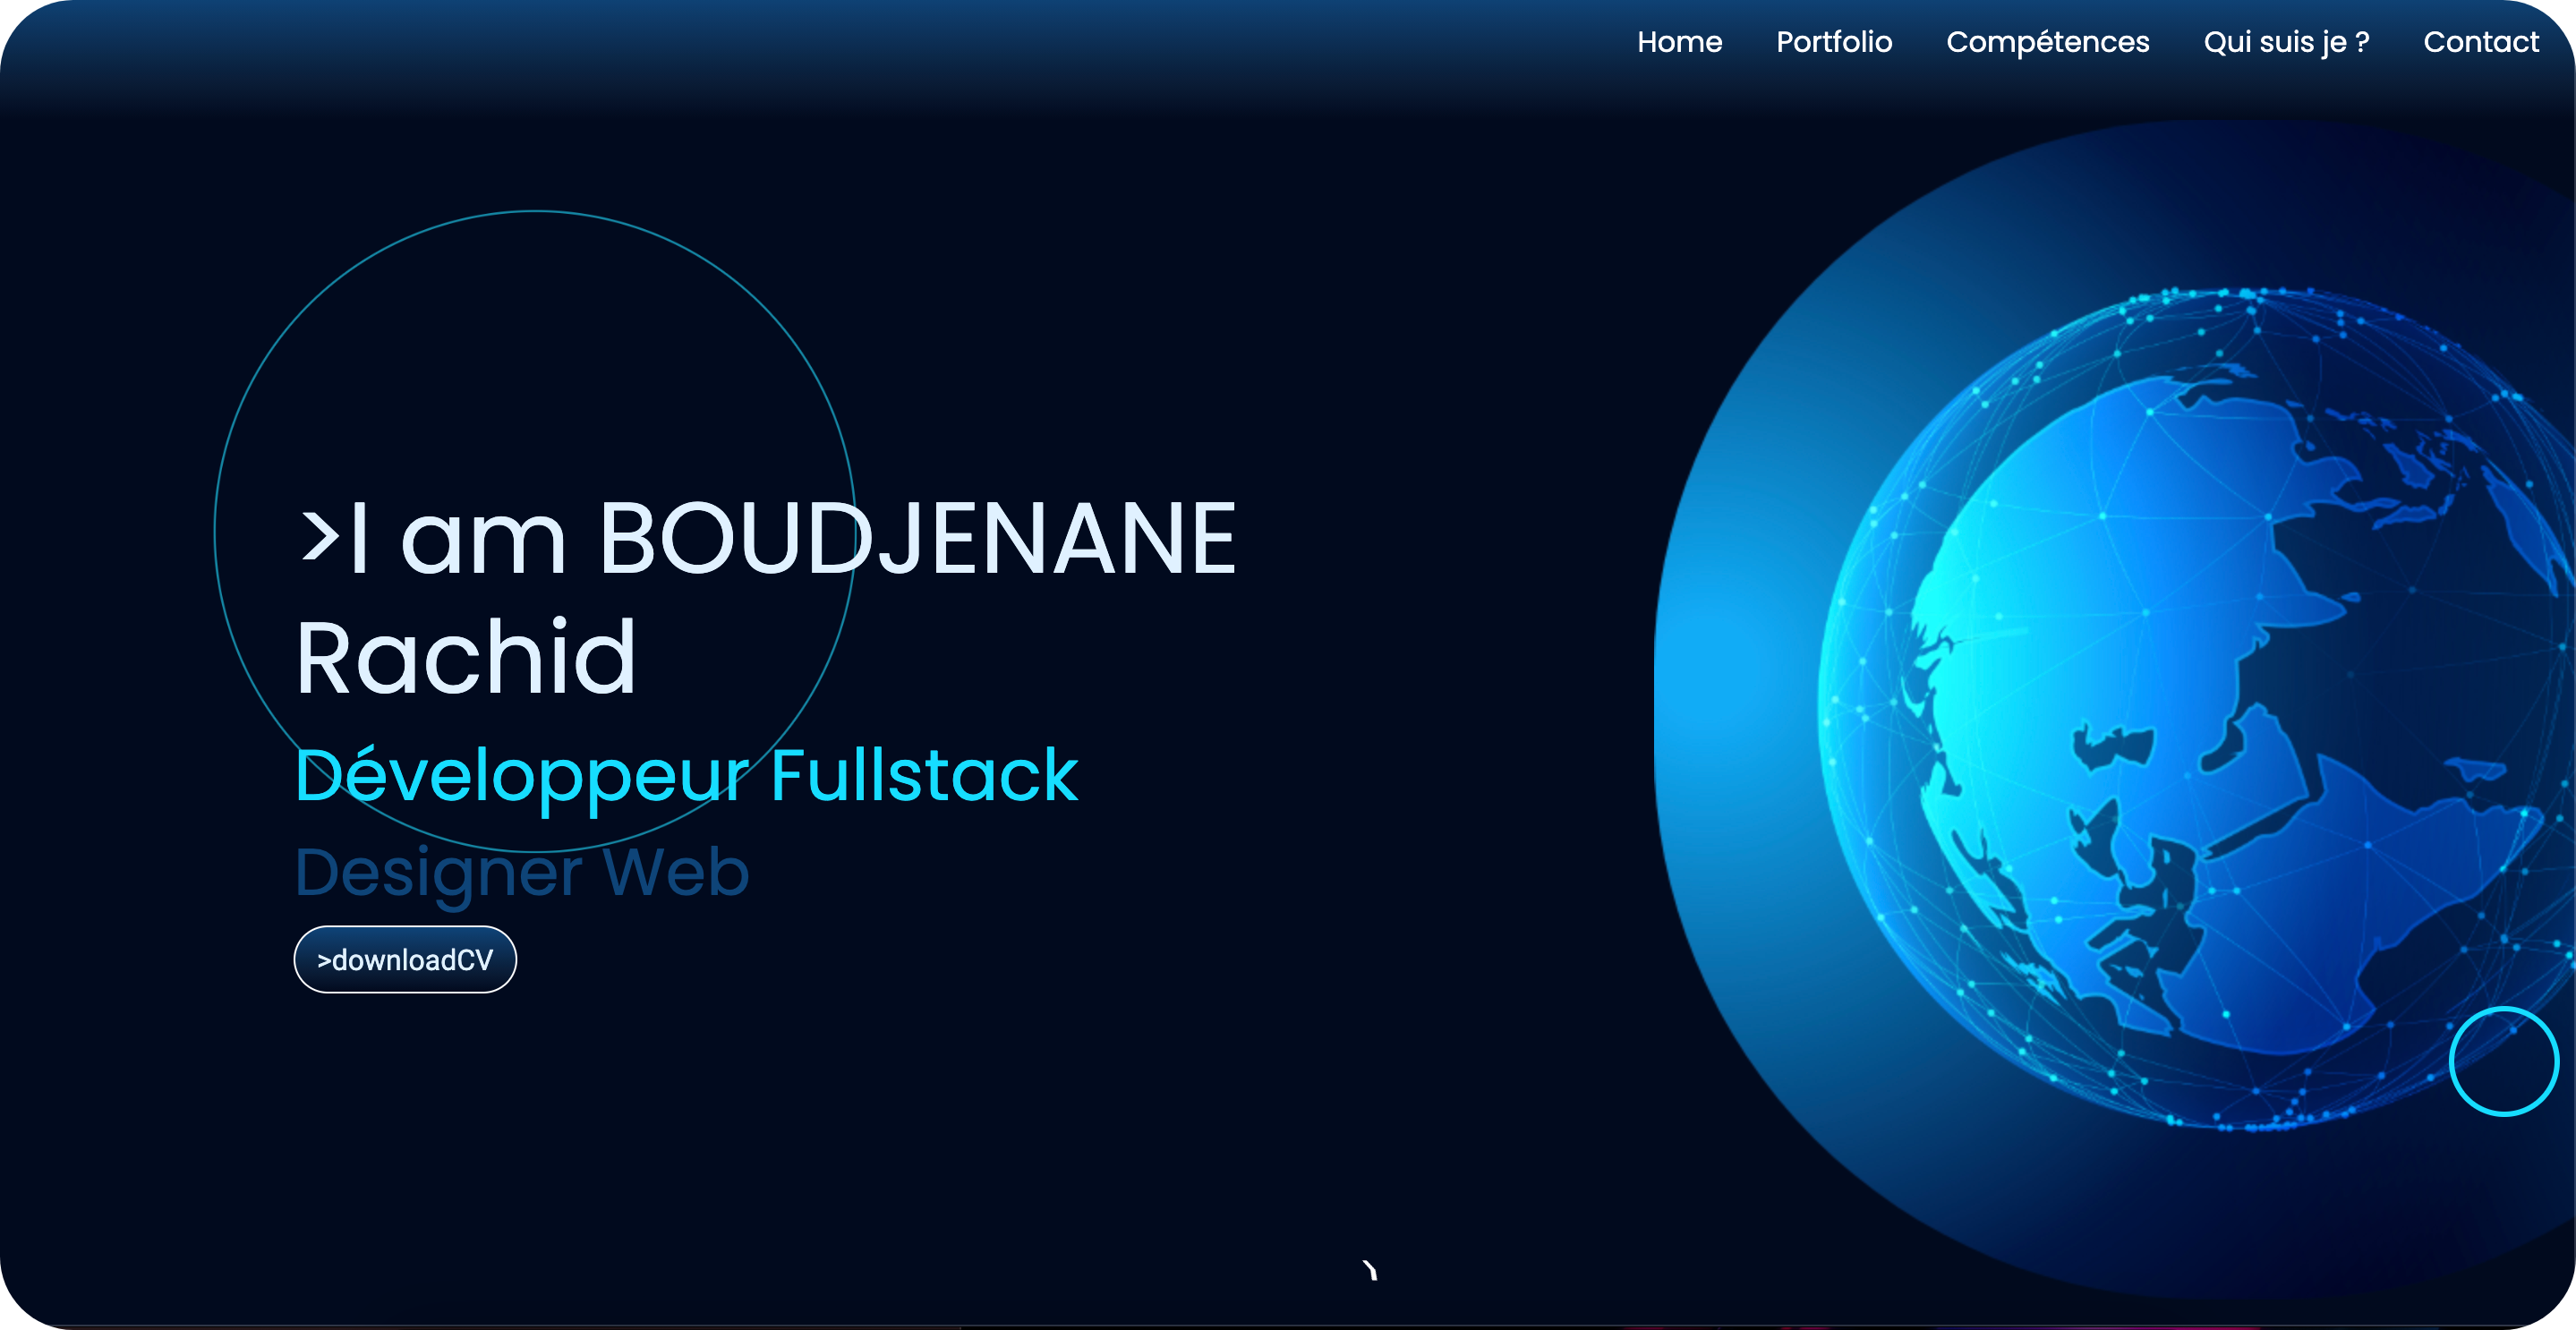 Home Portfolio Compétences Qui suis je ? Contact
>I am BOUDJENANE
Rachid
Développeur Fullstack
Designer Web
>downloadCV